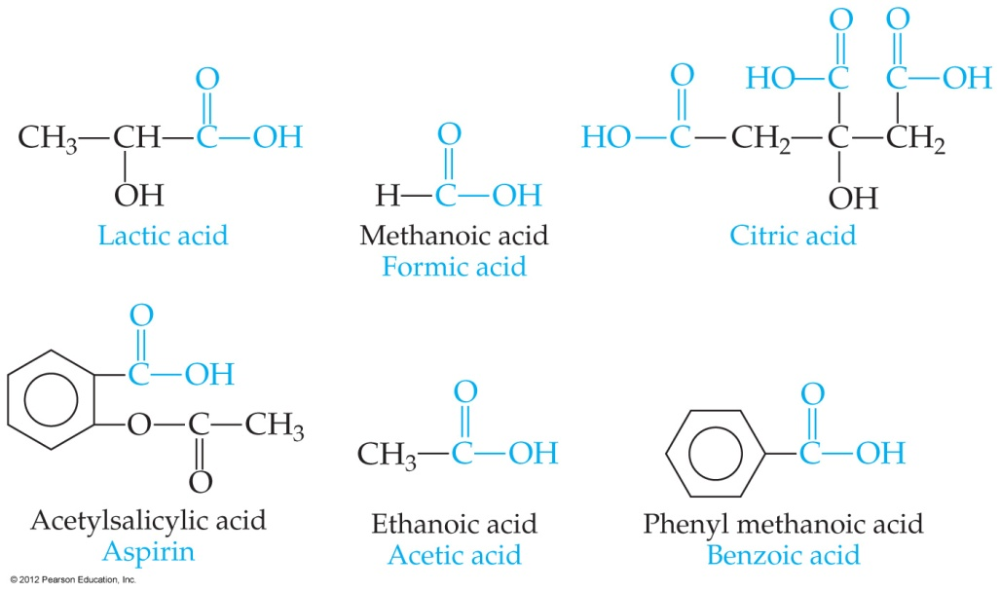 O
CH₃—CH—C—OH
OH
Lactic acid
O
H—C—OH
Methanoic acid
Formic acid
O O
O HO—C C—OH
HO—C—CH₂—C—CH₂
OH
Citric acid
O
C—OH
O—C—CH₃
O
Acetylsalicylic acid
Aspirin
O
CH₃—C—OH
Ethanoic acid
Acetic acid
O
C—OH
Phenyl methanoic acid
Benzoic acid
© 2012 Pearson Education, Inc.